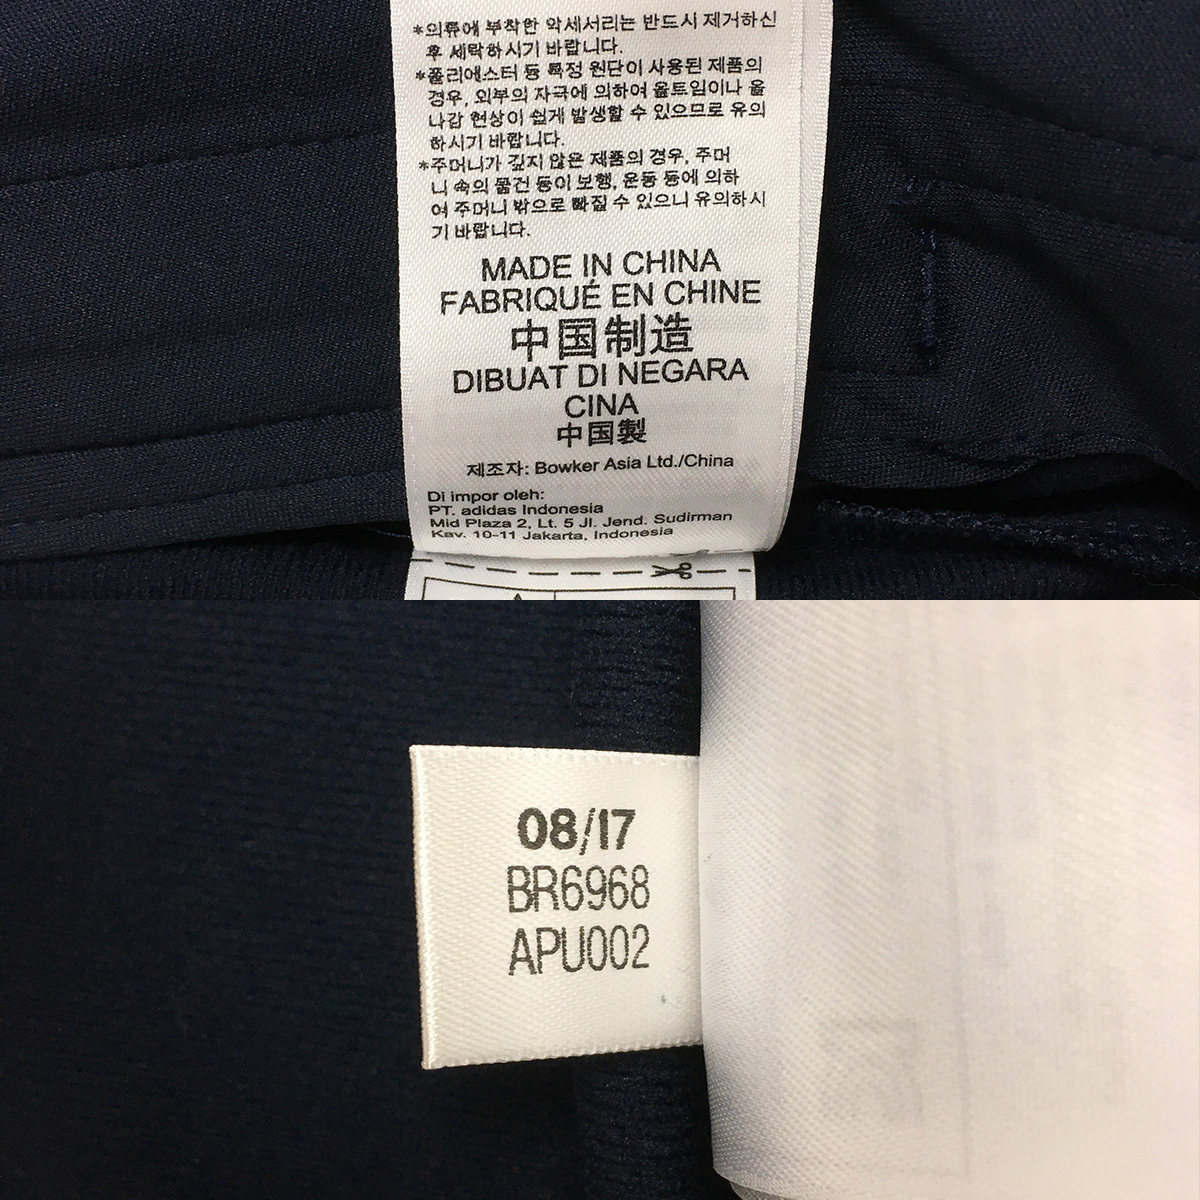 *의류에 부착한 악세서리는 반드시 제거하신
후 세탁하시기 바랍니다.
*폴리에스터 등 특정 원단이 사용된 제품의
경우, 외부의 자극에 의하여 올트임이나 올
나감 현상이 쉽게 발생할 수 있으므로 유의
하시기 바랍니다.
*주머니가 깊지 않은 제품의 경우, 주머
니 속의 물건 등이 보행, 운동 등에 의하
여 주머니 밖으로 빠질 수 있으니 유의하시
기 바랍니다.
MADE IN CHINA
FABRIQUÉ EN CHINE
中国制造
DIBUAT DI NEGARA
CINA
中国製
제조자: Bowker Asia Ltd./China
Di impor oleh:
PT. adidas Indonesia
Mid Plaza 2, Lt. 5 Jl. Jend. Sudirman
Kav. 10-11 Jakarta, Indonesia
08/17
BR6968
APU002